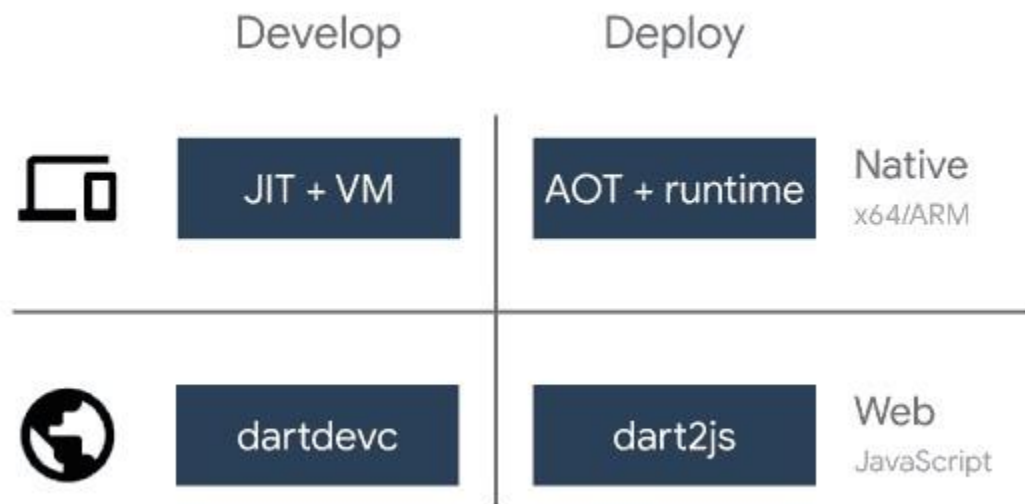 Develop Deploy
JIT + VM AOT + runtime Native
x64/ARM
dartdevc dart2js Web
JavaScript